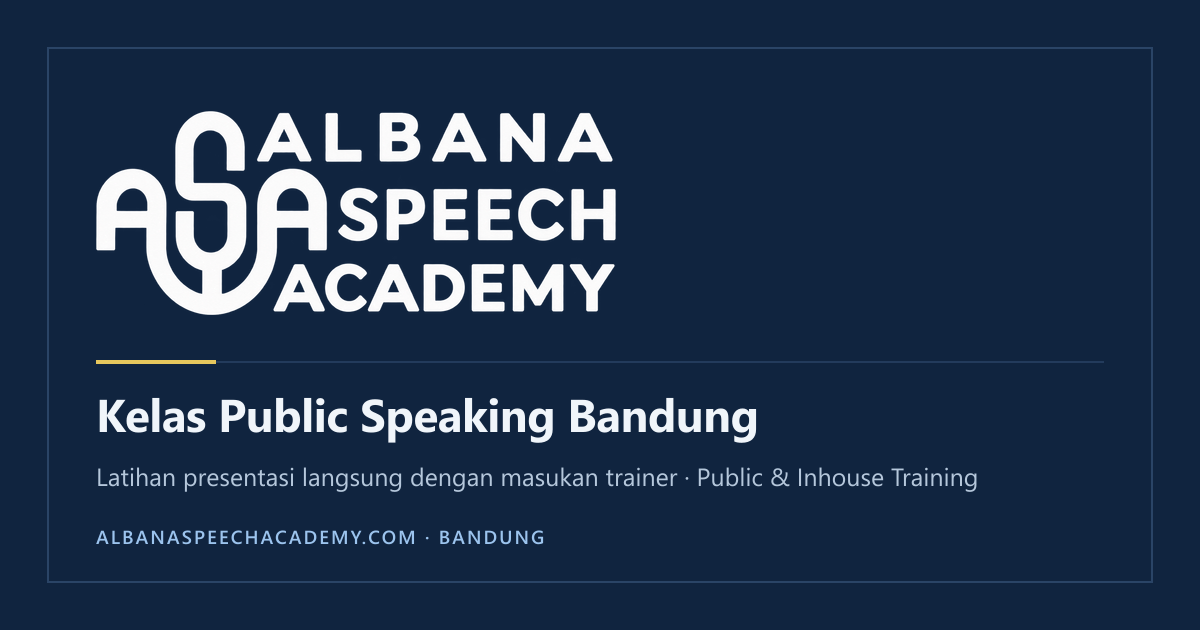 ASA
ALBANA
SPEECH
ACADEMY
Kelas Public Speaking Bandung
Latihan presentasi langsung dengan masukan trainer · Public & Inhouse Training
ALBANASPEECHACADEMY.COM · BANDUNG